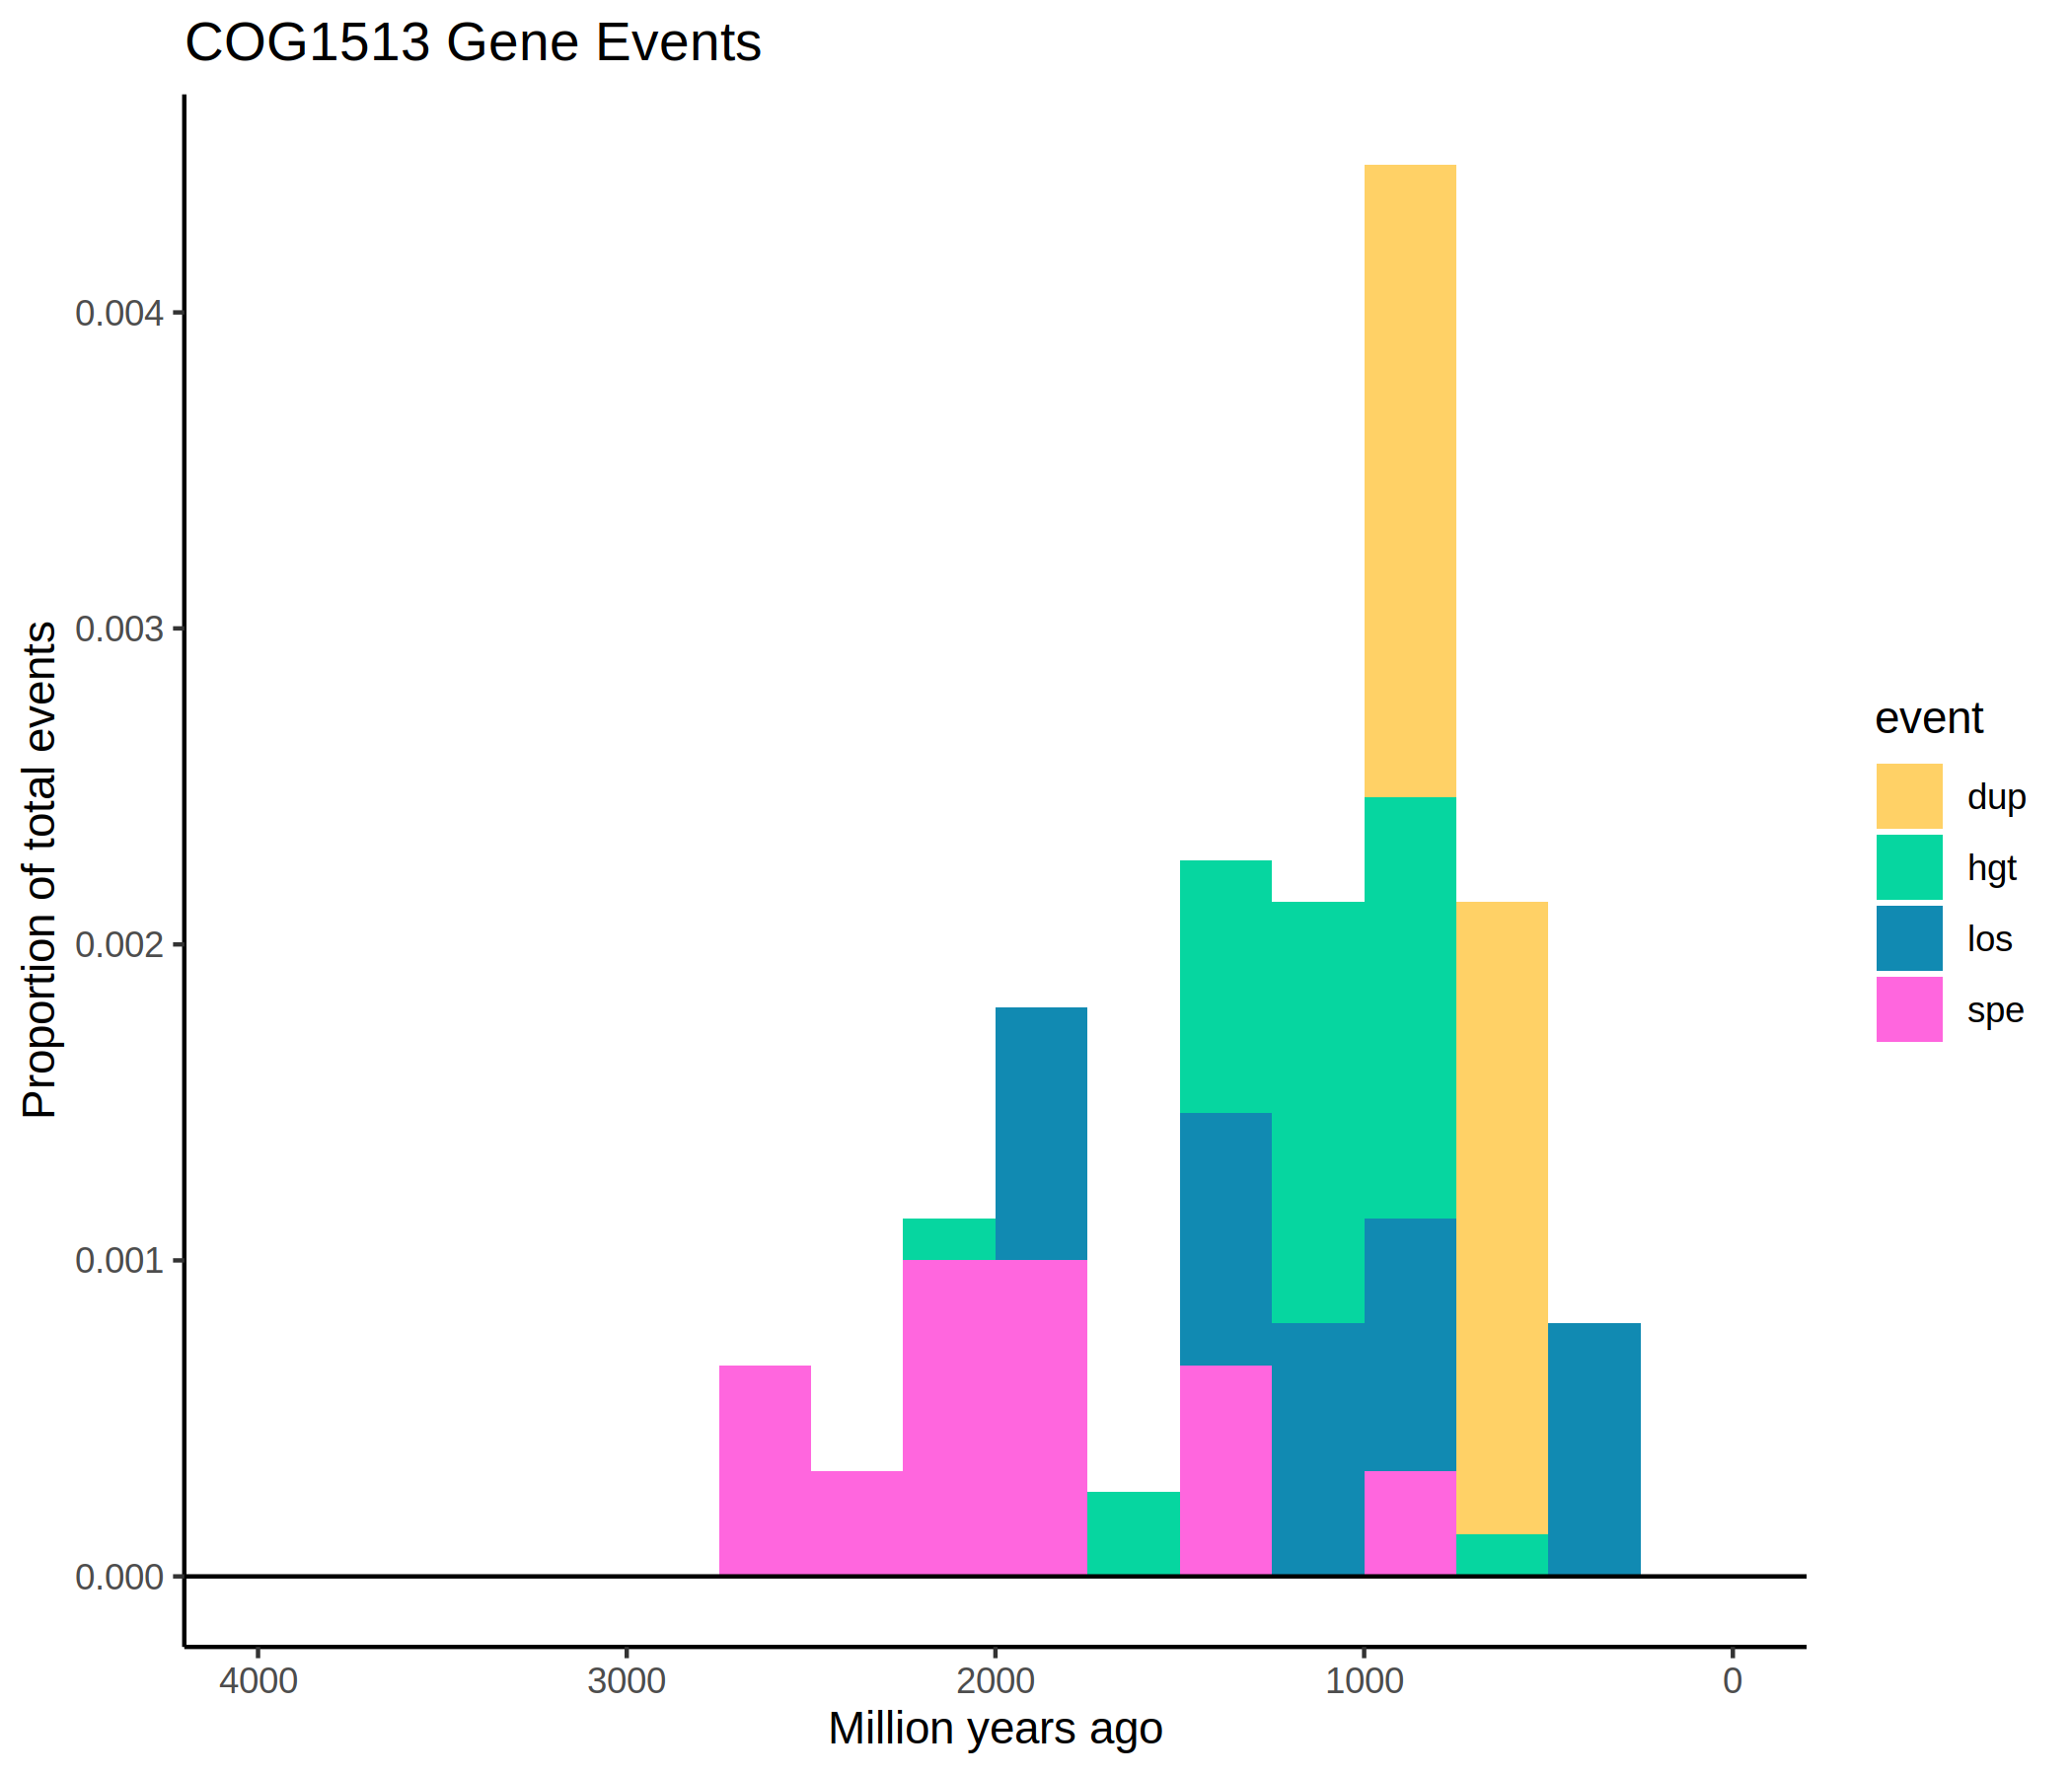 COG1513 Gene Events
Proportion of total events
0.004
0.003
0.002
0.001
0.000
4000 3000 2000 1000 0
Million years ago
event
dup
hgt
los
spe